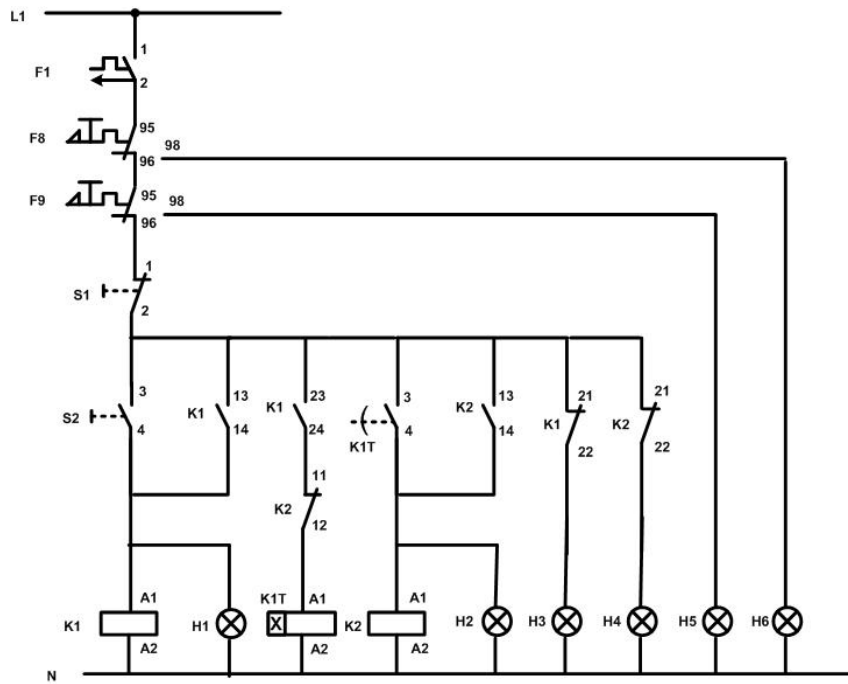 L1
1
F1
2
95
F8
98
96
95
F9
98
96
1
S1
2
3 13 23 3 13 21 21
S2 K1 K1 K2 K1 K2
4 14 24 4 14
K1T
22 22
11
K2
12
A1 K1T A1 A1
K1 H1 X K2 H2 H3 H4 H5 H6
A2 A2 A2
N